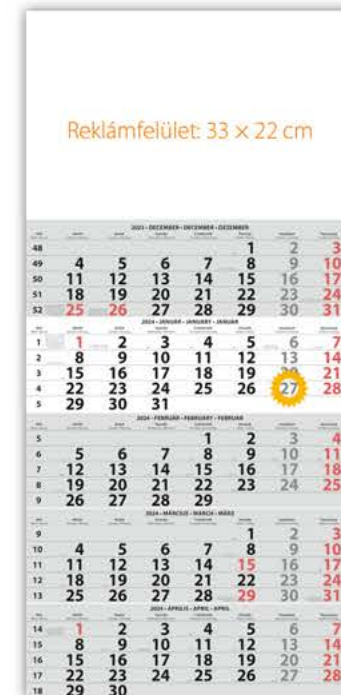 Reklámfelület: 33 × 22 cm
2023 - DECEMBER - DECEMBER - DEZEMBER
48 1 2 3
49 4 5 6 7 8 9 10
50 11 12 13 14 15 16 17
51 18 19 20 21 22 23 24
52 25 26 27 28 29 30 31
2024 - JANUÁR - JANUARY - JANUAR
1 1 2 3 4 5 6 7
2 8 9 10 11 12 13 14
3 15 16 17 18 19 20 21
4 22 23 24 25 26 27 28
5 29 30 31
2024 - FEBRUÁR - FEBRUARY - FEBRUAR
5 1 2 3 4
6 5 6 7 8 9 10 11
7 12 13 14 15 16 17 18
8 19 20 21 22 23 24 25
9 26 27 28 29
2024 - MÁRCIUS - MARCH - MÄRZ
9 1 2 3
10 4 5 6 7 8 9 10
11 11 12 13 14 15 16 17
12 18 19 20 21 22 23 24
13 25 26 27 28 29 30 31
2024 - ÁPRILIS - APRIL - APRIL
14 1 2 3 4 5 6 7
15 8 9 10 11 12 13 14
16 15 16 17 18 19 20 21
17 22 23 24 25 26 27 28
18 29 30